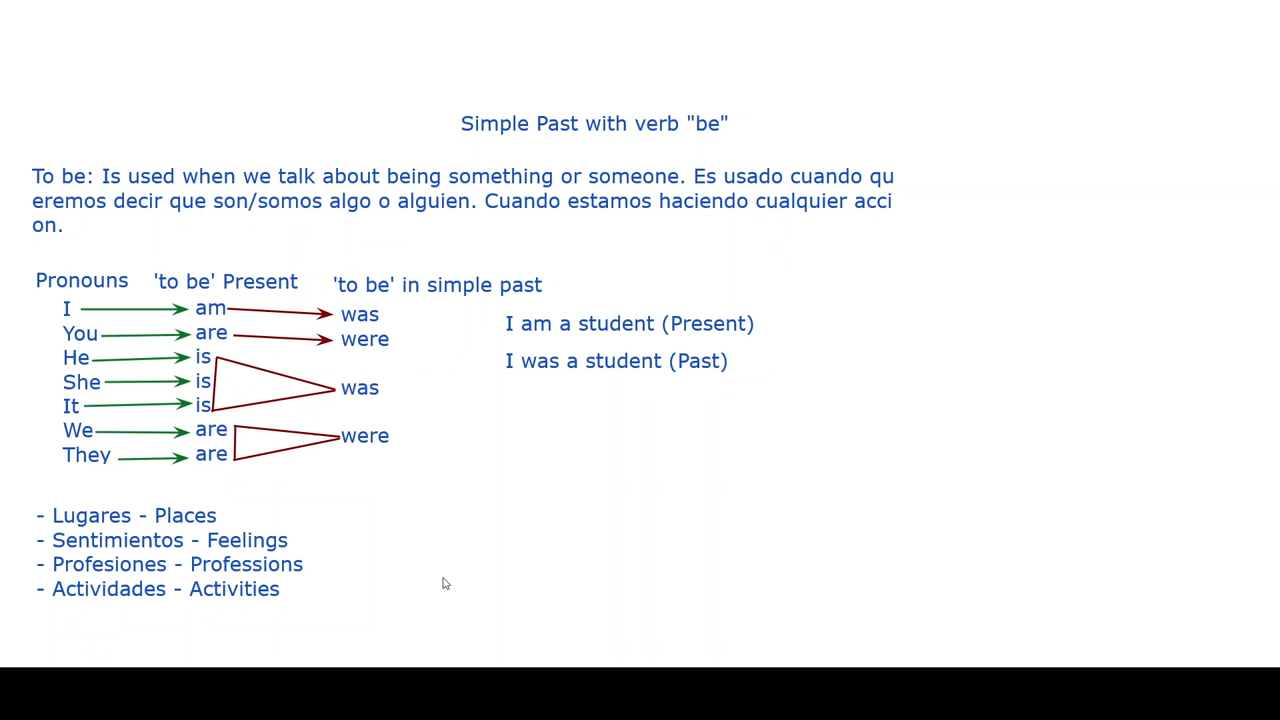 Simple Past with verb "be"
To be: Is used when we talk about being something or someone. Es usado cuando qu
eremos decir que son/somos algo o alguien. Cuando estamos haciendo cualquier acci
on.
Pronouns 'to be' Present 'to be' in simple past
I am was
You are were
He is
She is was
It is
We are were
They are
I am a student (Present)
I was a student (Past)
- Lugares - Places
- Sentimientos - Feelings
- Profesiones - Professions
- Actividades - Activities